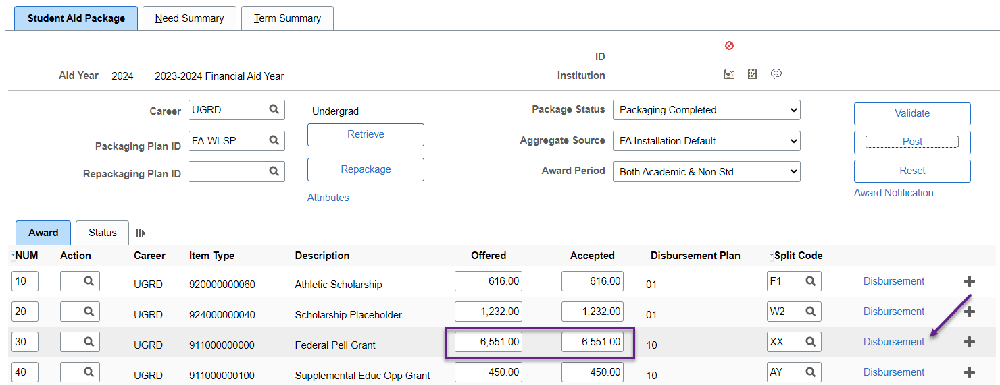 Student Aid Package Need Summary Term Summary
ID
Aid Year 2024 2023-2024 Financial Aid Year Institution
Career UGRD Undergrad Package Status Packaging Completed Validate
Packaging Plan ID FA-WI-SP Retrieve Aggregate Source FA Installation Default Post
Repackaging Plan ID Repackage Award Period Both Academic & Non Std Reset
Attributes Award Notification
Award Status
*NUM Action Career Item Type Description Offered Accepted Disbursement Plan *Split Code
10 UGRD 920000000060 Athletic Scholarship 616.00 616.00 01 F1 Disbursement +
20 UGRD 924000000040 Scholarship Placeholder 1,232.00 1,232.00 01 W2 Disbursement +
30 UGRD 911000000000 Federal Pell Grant 6,551.00 6,551.00 10 XX Disbursement +
40 UGRD 911000000100 Supplemental Educ Opp Grant 450.00 450.00 10 AY Disbursement +